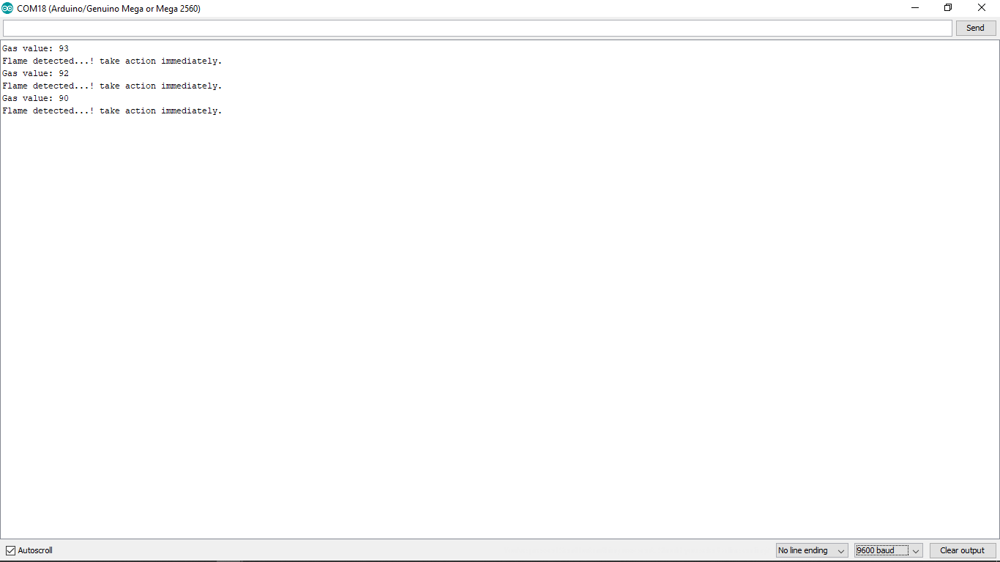 COM18 (Arduino/Genuino Mega or Mega 2560)
Send
Gas value: 93
Flame detected...! take action immediately.
Gas value: 92
Flame detected...! take action immediately.
Gas value: 90
Flame detected...! take action immediately.
Autoscroll
No line ending
9600 baud
Clear output